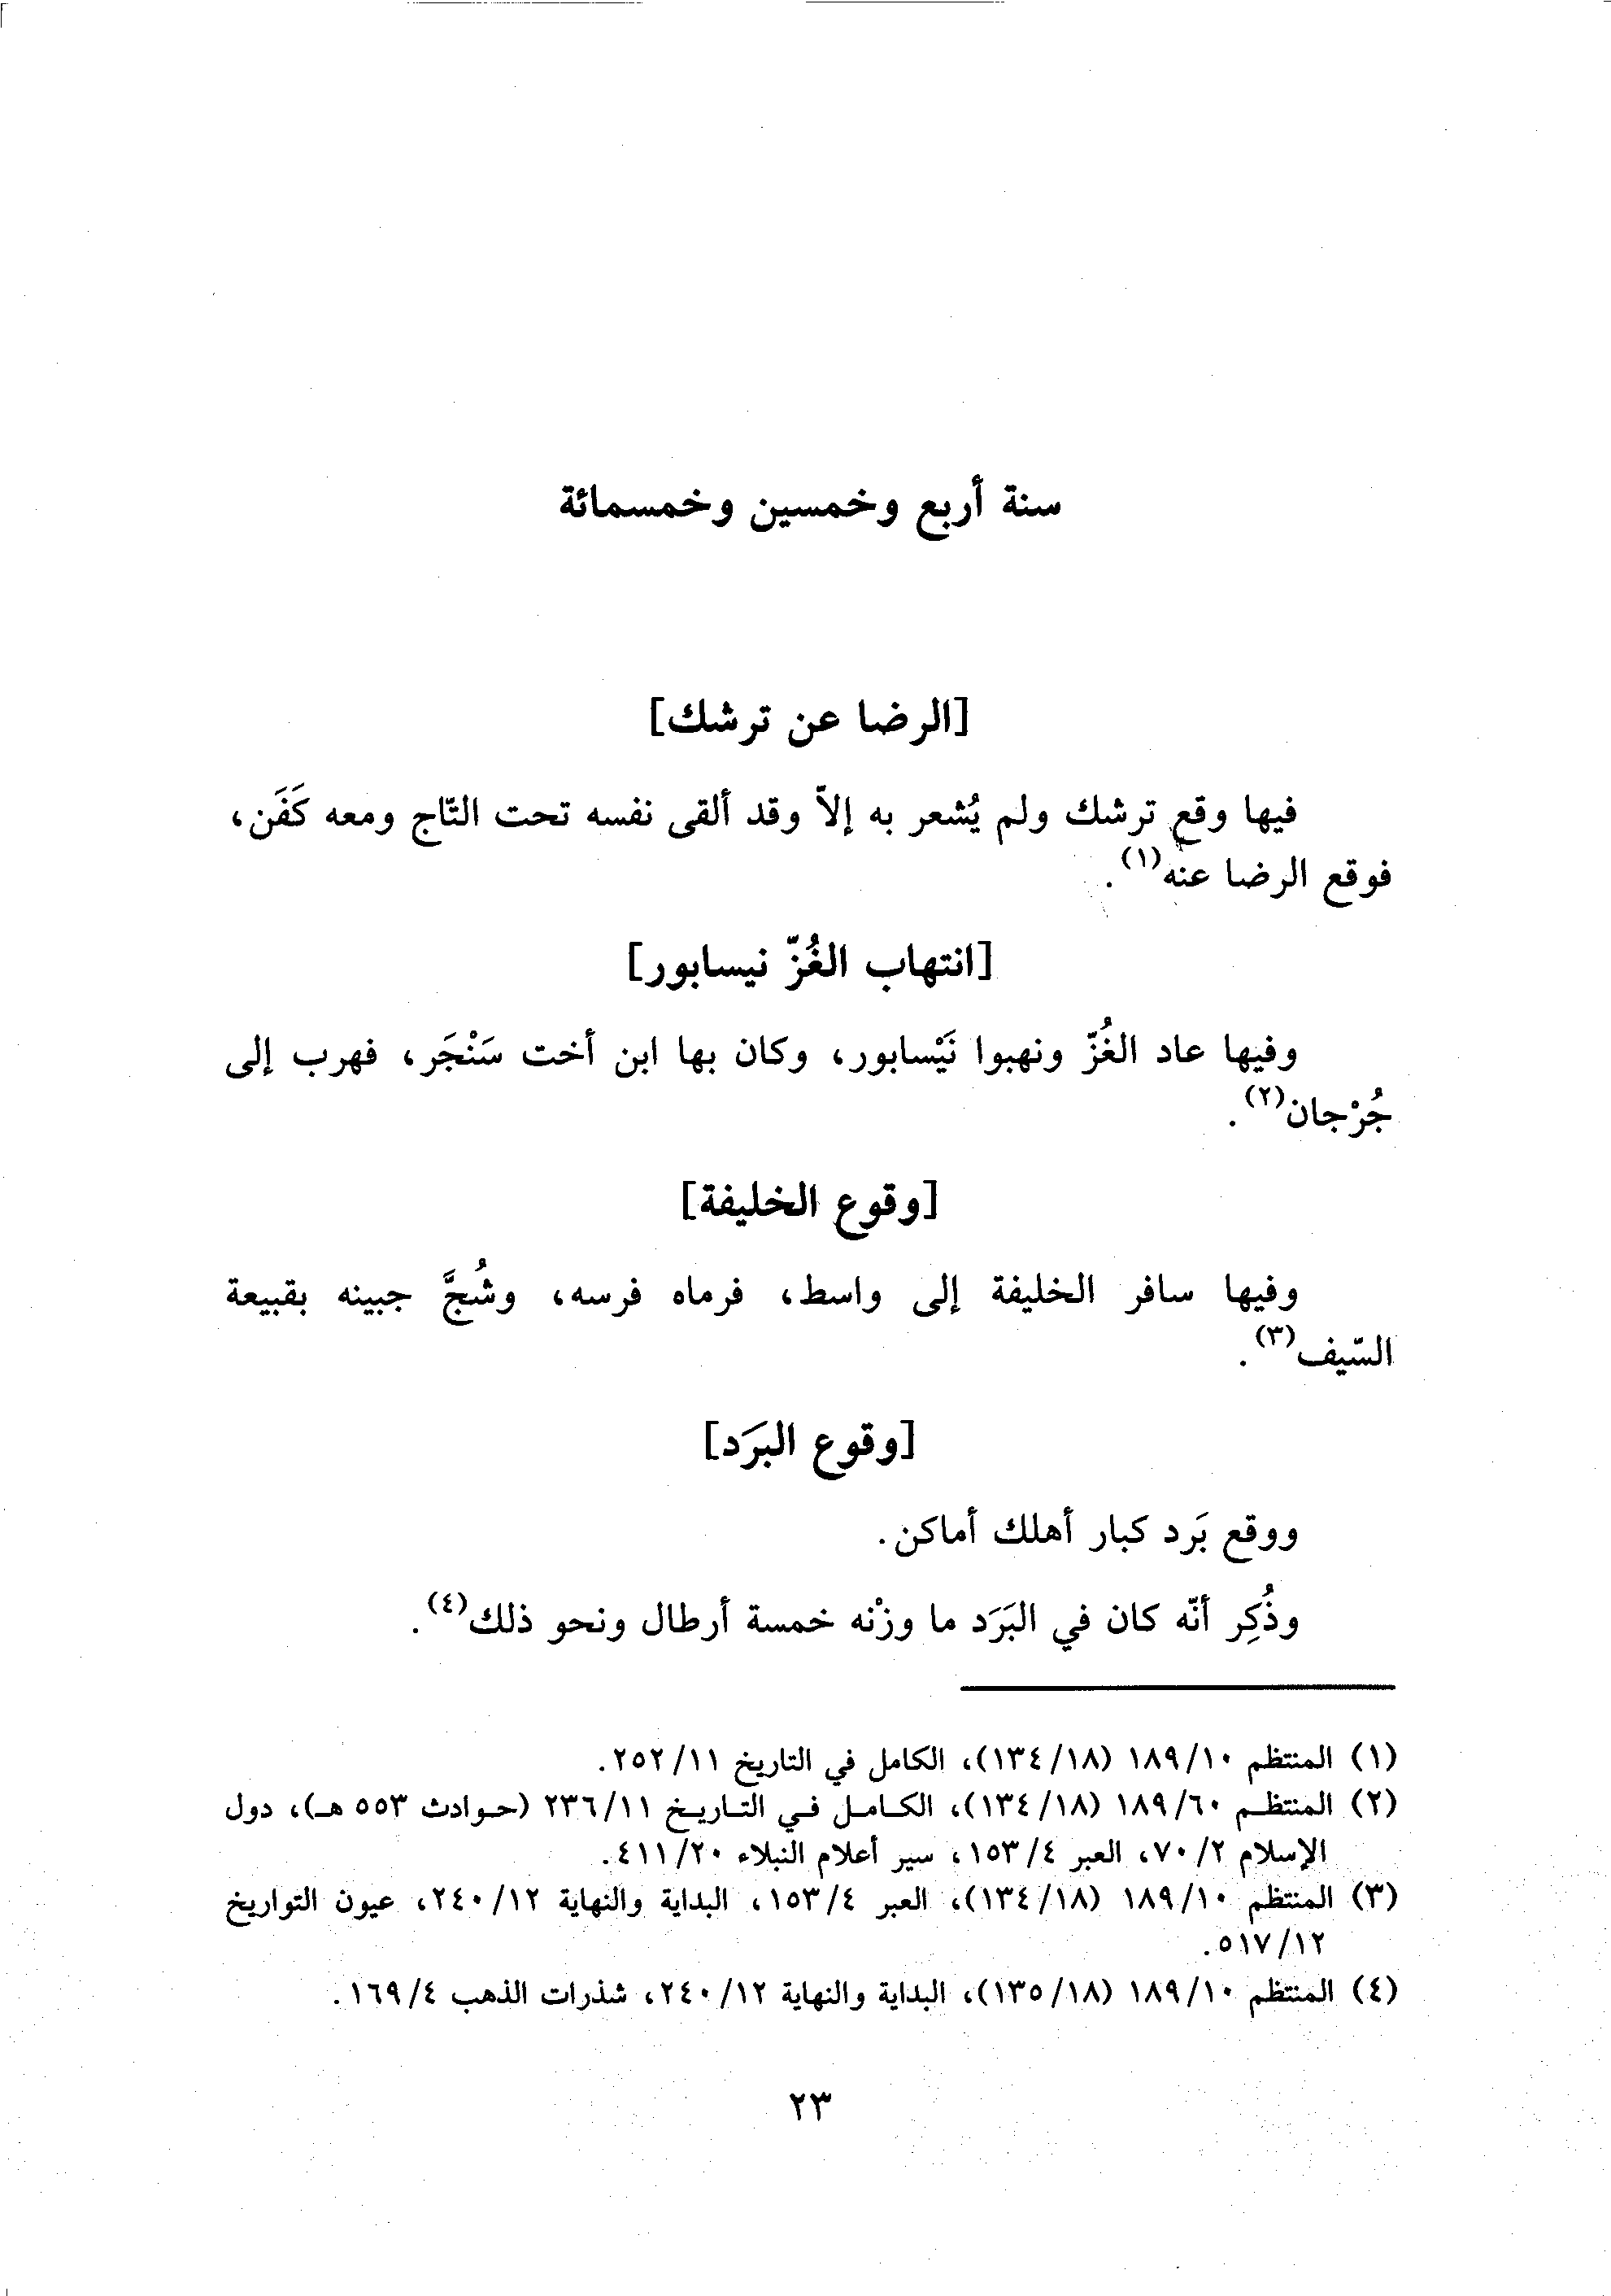 سنة أربع وخمسين وخمسمائة
[الرضا عن ترشك]
فيها وقع ترشك ولم يُشعر به إلاّ وقد ألقى نفسه تحت التّاج ومعه كَفَن،
فوقع الرضا عنه(١).
[انتهاب الغُزّ نيسابور]
وفيها عاد الغُزّ ونهبوا نَيْسابور، وكان بها ابن أخت سَنْجَر، فهرب إلى
جُرْجان(٢).
[وقوع الخليفة]
وفيها سافر الخليفة إلى واسط، فرماه فرسه، وشُجَّ جبينه بقبيعة
السّيف(٣).
[وقوع البرَد]
ووقع بَرد كبار أهلك أماكن.
وذُكِر أنّه كان في البَرَد ما وزْنه خمسة أرطال ونحو ذلك(٤).
(١) المنتظم ١٨٩/١٠ (١٣٤/١٨)، الكامل في التاريخ ٢٥٢/١١.
(٢) المنتظم ١٨٩/٦٠ (١٣٤/١٨)، الكامل في التاريخ ٢٣٦/١١ (حوادث ٥٥٣ هـ)، دول
الإسلام ٧٠/٢، العبر ١٥٣/٤، سير أعلام النبلاء ٤١١/٢٠.
(٣) المنتظم ١٨٩/١٠ (١٣٤/١٨)، العبر ١٥٣/٤، البداية والنهاية ٢٤٠/١٢، عيون التواريخ
٥١٧/١٢.
(٤) المنتظم ١٨٩/١٠ (١٣٥/١٨)، البداية والنهاية ٢٤٠/١٢، شذرات الذهب ١٦٩/٤.
٢٣